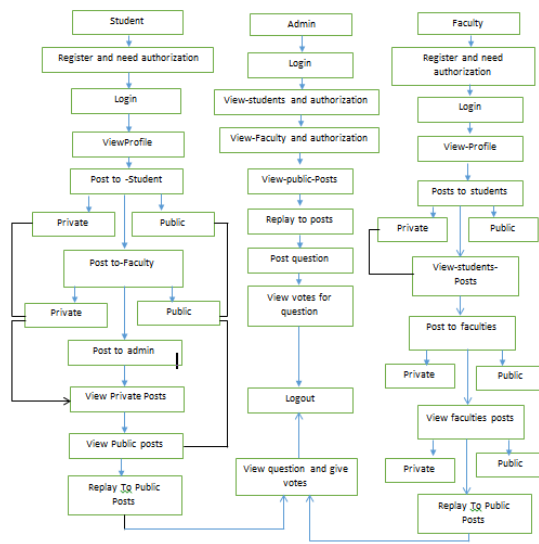 Student
Register and need authorization
Login
ViewProfile
Post to -Student
Private
Public
Post to-Faculty
Private
Public
Post to admin
View Private Posts
View Public posts
Replay To Public
Posts
Admin
Login
View-students and authorization
View-Faculty and authorization
View-public-Posts
Replay to posts
Post question
View votes for
question
Logout
View question and give
votes
Faculty
Register and need
authorization
Login
View-Profile
Posts to students
Private
Public
View-students-
Posts
Post to faculties
Private
Public
View faculties posts
Private
Public
Replay To Public
Posts